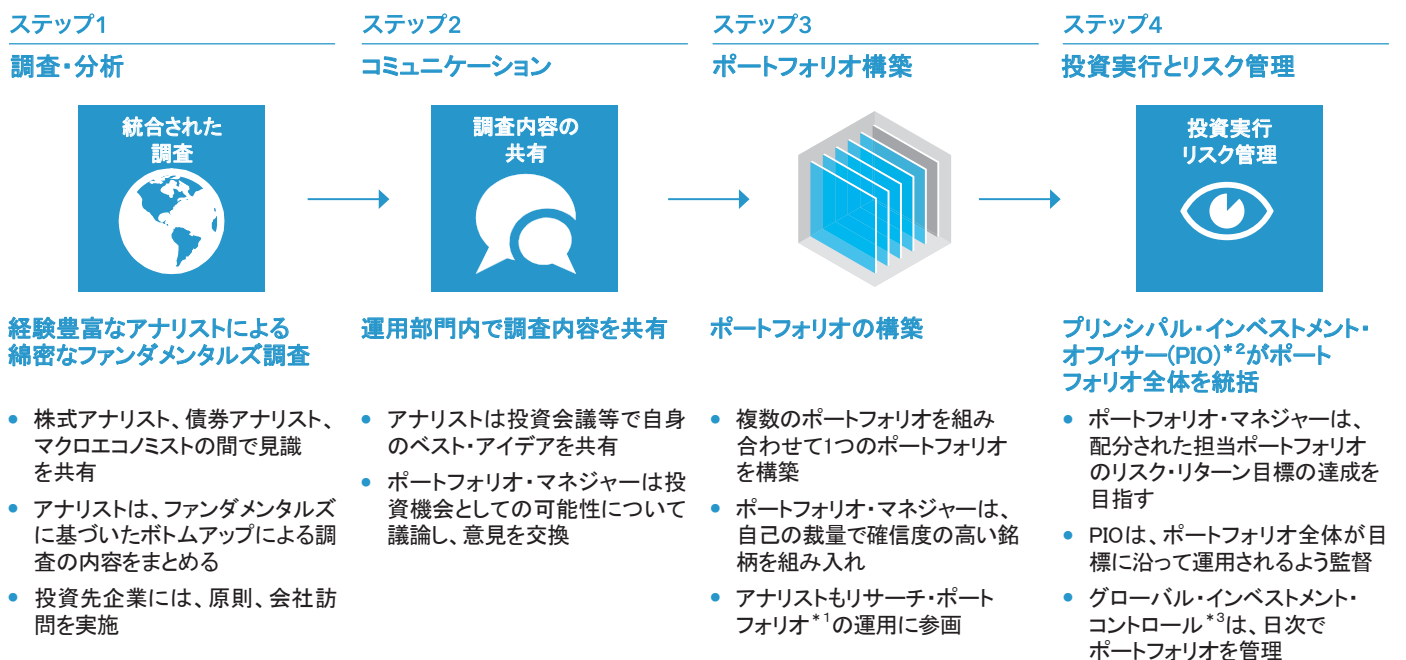 ステップ1
調査・分析
統合された
調査
経験豊富なアナリストによる
綿密なファンダメンタルズ調査
• 株式アナリスト、債券アナリスト、
マクロエコノミストの間で見識
を共有
• アナリストは、ファンダメンタルズ
に基づいたボトムアップによる調
査の内容をまとめる
• 投資先企業には、原則、会社訪
問を実施
ステップ2
コミュニケーション
調査内容の
共有
運用部門内で調査内容を共有
• アナリストは投資会議等で自身
のベスト・アイデアを共有
• ポートフォリオ・マネジャーは投
資機会としての可能性について
議論し、意見を交換
ステップ3
ポートフォリオ構築
ポートフォリオの構築
• 複数のポートフォリオを組み
合わせて1つのポートフォリオ
を構築
• ポートフォリオ・マネジャーは、
自己の裁量で確信度の高い銘
柄を組み入れ
• アナリストもリサーチ・ポート
フォリオ*1の運用に参画
ステップ4
投資実行とリスク管理
投資実行
リスク管理
プリンシパル・インベストメント・
オフィサー(PIO)*2がポート
フォリオ全体を統括
• ポートフォリオ・マネジャーは、
配分された担当ポートフォリオ
のリスク・リターン目標の達成を
目指す
• PIOは、ポートフォリオ全体が目
標に沿って運用されるよう監督
• グローバル・インベストメント・
コントロール*3は、日次で
ポートフォリオを管理